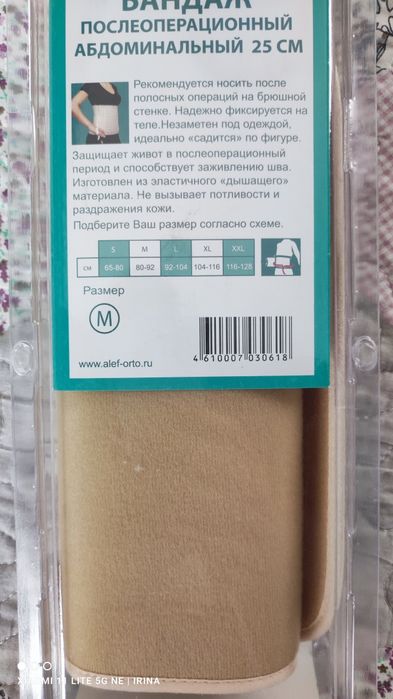 БАНДАЖ
ПОСЛЕОПЕРАЦИОННЫЙ
АБДОМИНАЛЬНЫЙ 25 СМ
Рекомендуется носить после
полосных операций на брюшной
стенке. Надежно фиксируется на
теле.Незаметен под одеждой,
идеально «садится» по фигуре.
Защищает живот в послеоперационный
период и способствует заживлению шва.
Изготовлен из эластичного «дышащего»
материала. Не вызывает потливости и
раздражения кожи.
Подберите Ваш размер согласно схеме.
S M L XL XXL
см 65-80 80-92 92-104 104-116 116-128
Размер
M
4 610007 030618
www.alef-orto.ru
XIAOMI 11 LITE 5G NE | IRINA